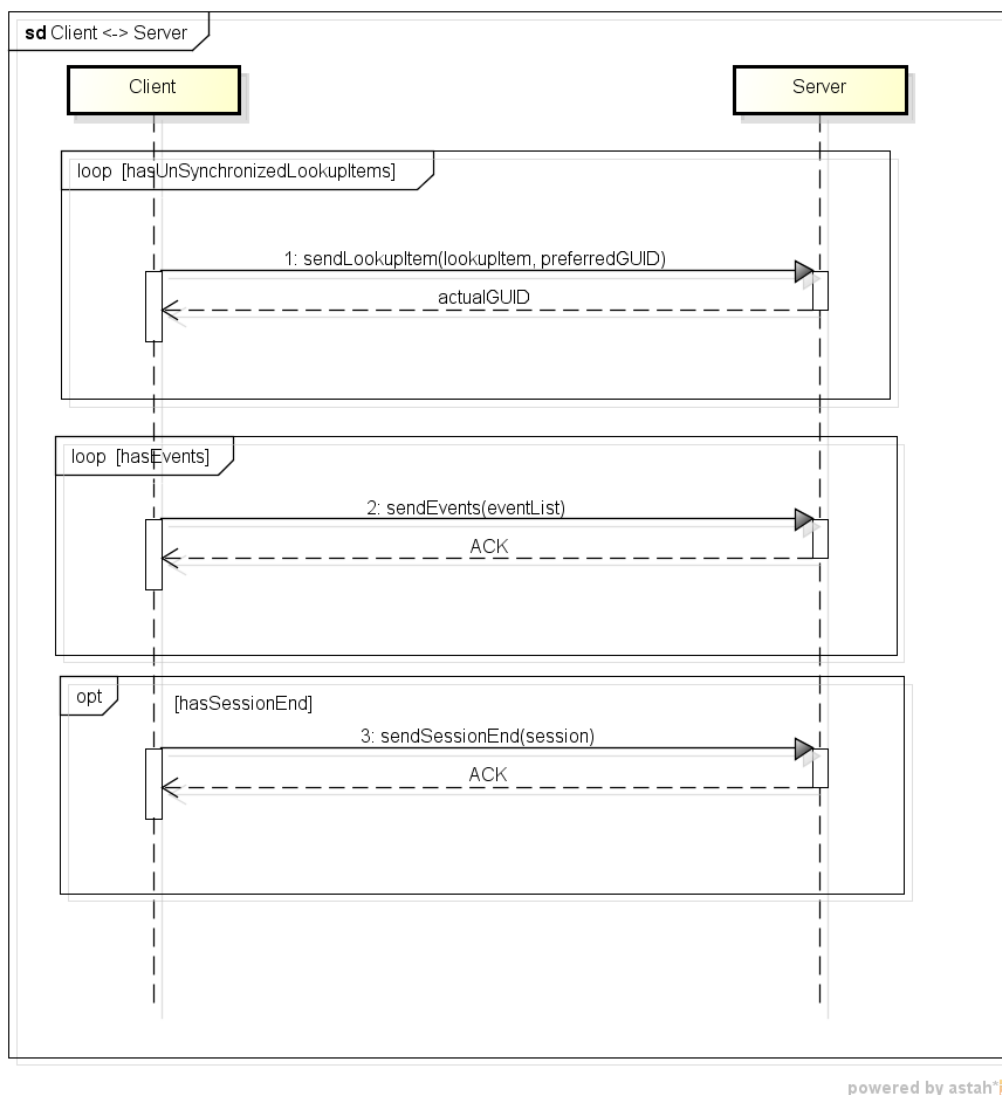 sd Client <-> Server
Client
Server
loop [hasUnSynchronizedLookupItems]
1: sendLookupItem(lookupItem, preferredGUID)
actualGUID
loop [hasEvents]
2: sendEvents(eventList)
ACK
opt
[hasSessionEnd]
3: sendSessionEnd(session)
ACK
powered by astah*